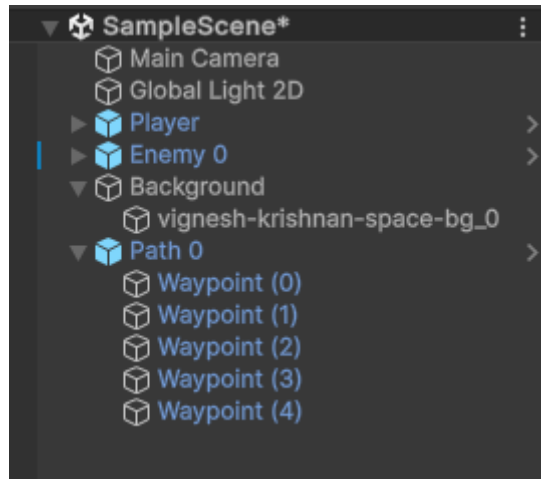 SampleScene*
Main Camera
Global Light 2D
Player
Enemy 0
Background
vignesh-krishnan-space-bg_0
Path 0
Waypoint (0)
Waypoint (1)
Waypoint (2)
Waypoint (3)
Waypoint (4)